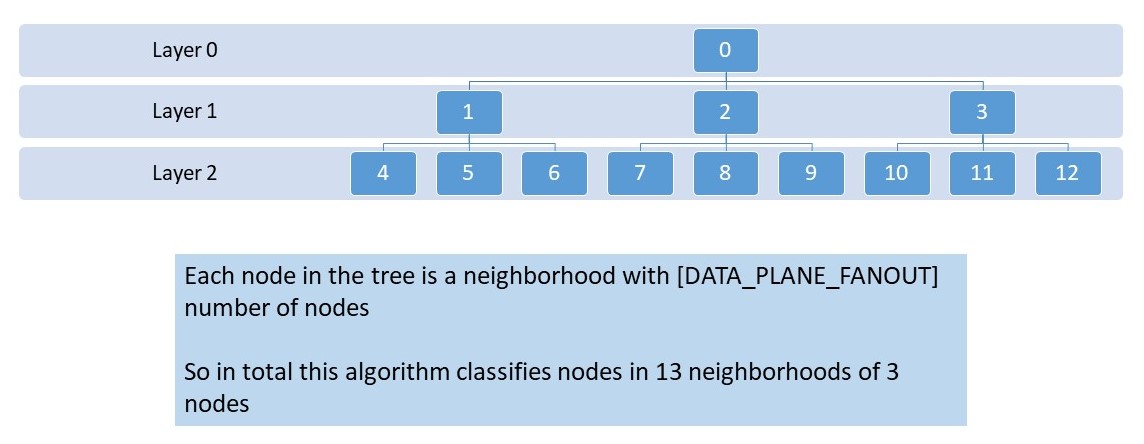 Layer 0
0
Layer 1
1 2 3
Layer 2
4 5 6 7 8 9 10 11 12
Each node in the tree is a neighborhood with [DATA_PLANE_FANOUT]
number of nodes
So in total this algorithm classifies nodes in 13 neighborhoods of 3
nodes